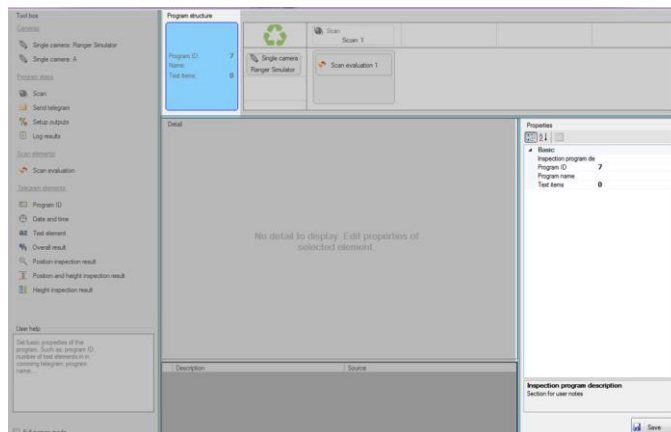 Tool box
Cameras
Single camera: Ranger Simulator
Single camera: A
Program steps
Scan
Send telegram
Setup outputs
Log results
Scan elements
Scan evaluation
Telegram elements
Program ID
Date and time
Text element
Overall result
Position inspection result
Position and height inspection result
Height inspection result
User help
Set basic properties of the
program. Such as: program ID,
number of text elements in in
comming telegram, program
name...
Program structure
Program ID: 7
Name:
Text items: 0
Single camera
Ranger Simulator
Scan
Scan 1
Scan evaluation 1
Detail
No detail to display. Edit properties of
selected element.
Description Source
Properties
Basic
Inspection program de
Program ID 7
Program name
Text items 0
Inspection program description
Section for user notes
Save